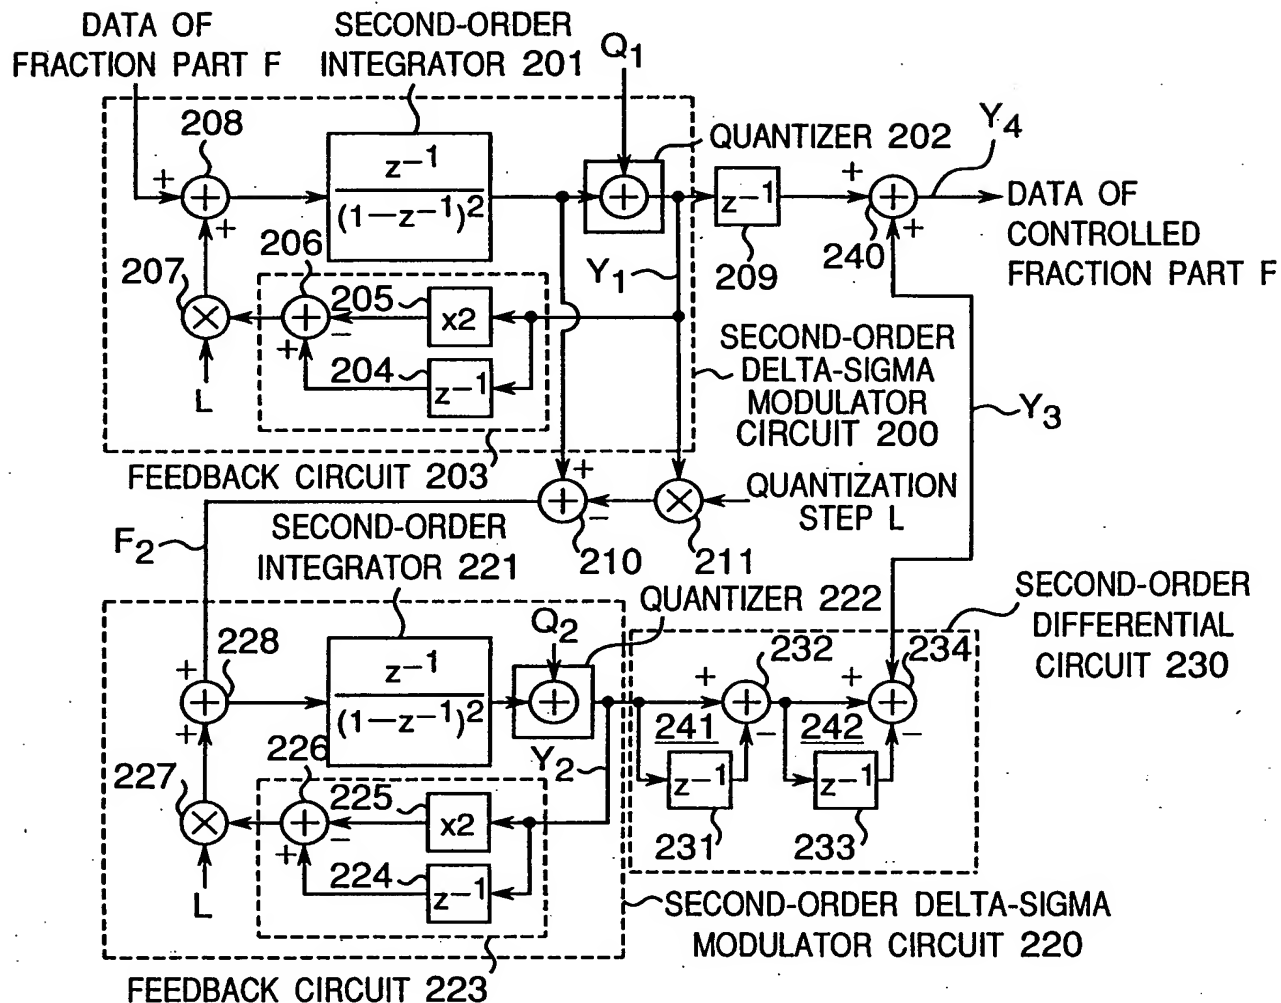 DATA OF
FRACTION PART F
SECOND-ORDER
INTEGRATOR 201
Q1
208
z−1
(1−z−1)2
QUANTIZER 202
Y4
+
+
+
z−1
+
240
209
DATA OF
CONTROLLED
FRACTION PART F
207
206
205
x2
−
+
204
z−1
L
Y1
SECOND-ORDER
DELTA-SIGMA
MODULATOR
CIRCUIT 200
Y3
FEEDBACK CIRCUIT 203
+
−
210
211
QUANTIZATION
STEP L
F2
SECOND-ORDER
INTEGRATOR 221
QUANTIZER 222
SECOND-ORDER
DIFFERENTIAL
CIRCUIT 230
228
+
+
z−1
(1−z−1)2
Q2
Y2
232
234
+
241
−
+
242
−
z−1
z−1
231
233
227
226
225
x2
−
+
224
z−1
L
SECOND-ORDER DELTA-SIGMA
MODULATOR CIRCUIT 220
FEEDBACK CIRCUIT 223